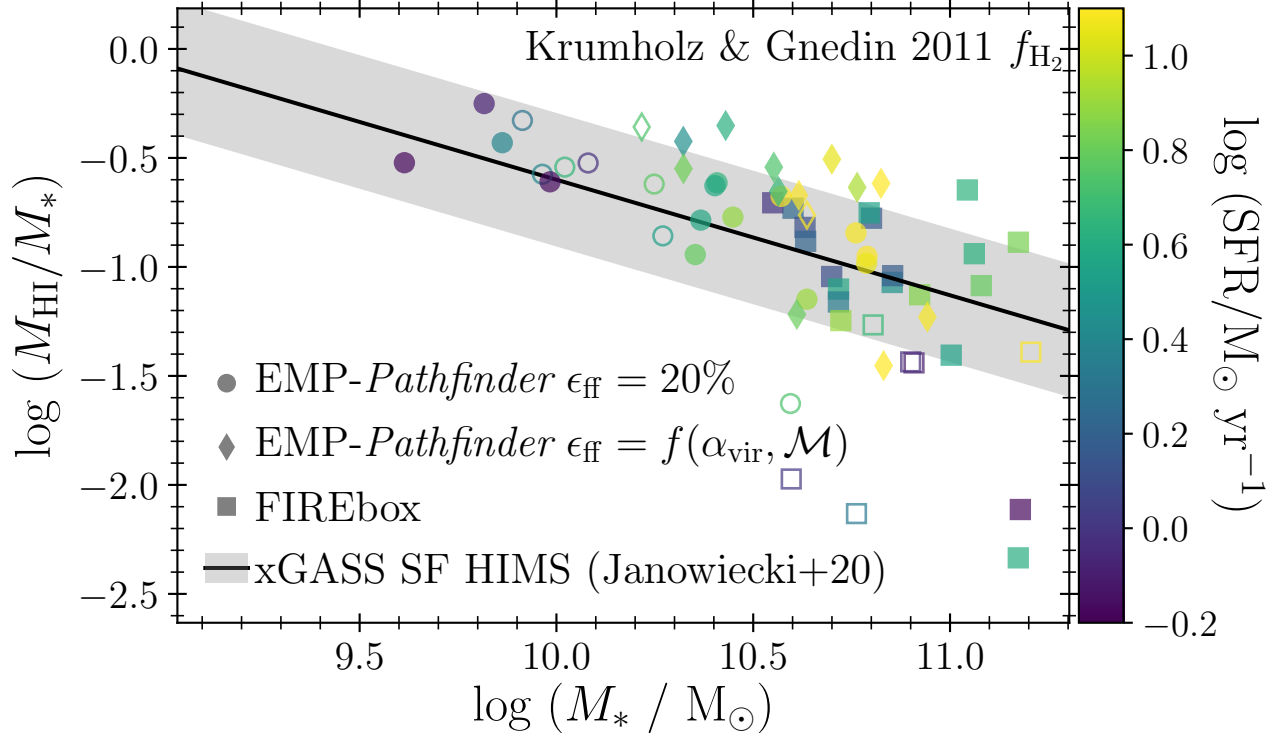 Krumholz & Gnedin 2011 f_H₂
0.0
−0.5
−1.0
−1.5
−2.0
−2.5
log (M_HI/M_*)
EMP-Pathfinder ϵ_ff = 20%
EMP-Pathfinder ϵ_ff = f(α_vir, ℳ)
FIREbox
xGASS SF HIMS (Janowiecki+20)
9.5
10.0
10.5
11.0
log (M_* / M_⊙)
1.0
0.8
0.6
0.4
0.2
0.0
−0.2
log (SFR/M_⊙ yr⁻¹)